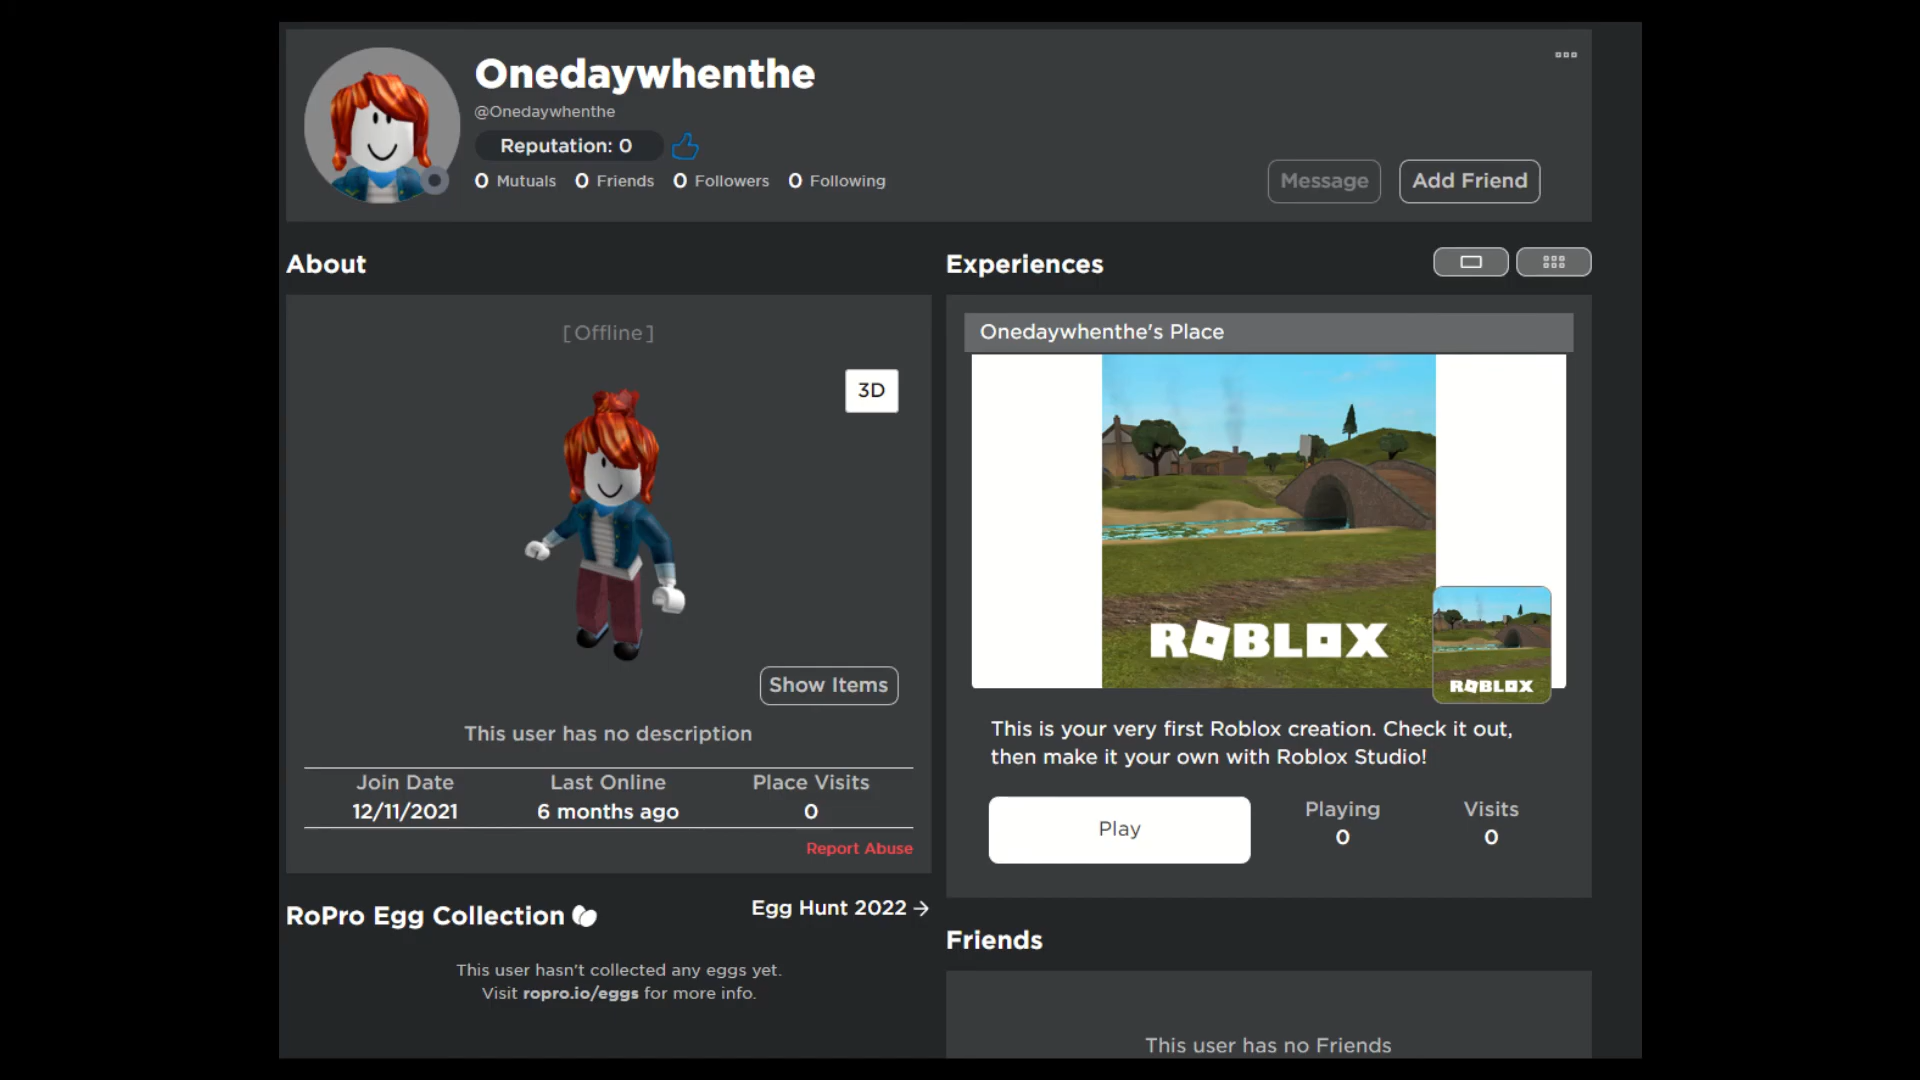 Onedaywhenthe
@Onedaywhenthe
Reputation: 0
0 Mutuals 0 Friends 0 Followers 0 Following
Message
Add Friend
About
[Offline]
3D
Show Items
This user has no description
Join Date Last Online Place Visits
12/11/2021 6 months ago 0
Report Abuse
RoPro Egg Collection
Egg Hunt 2022 →
This user hasn't collected any eggs yet.
Visit ropro.io/eggs for more info.
Experiences
Onedaywhenthe's Place
ROBLOX
ROBLOX
This is your very first Roblox creation. Check it out,
then make it your own with Roblox Studio!
Play
Playing Visits
0 0
Friends
This user has no Friends